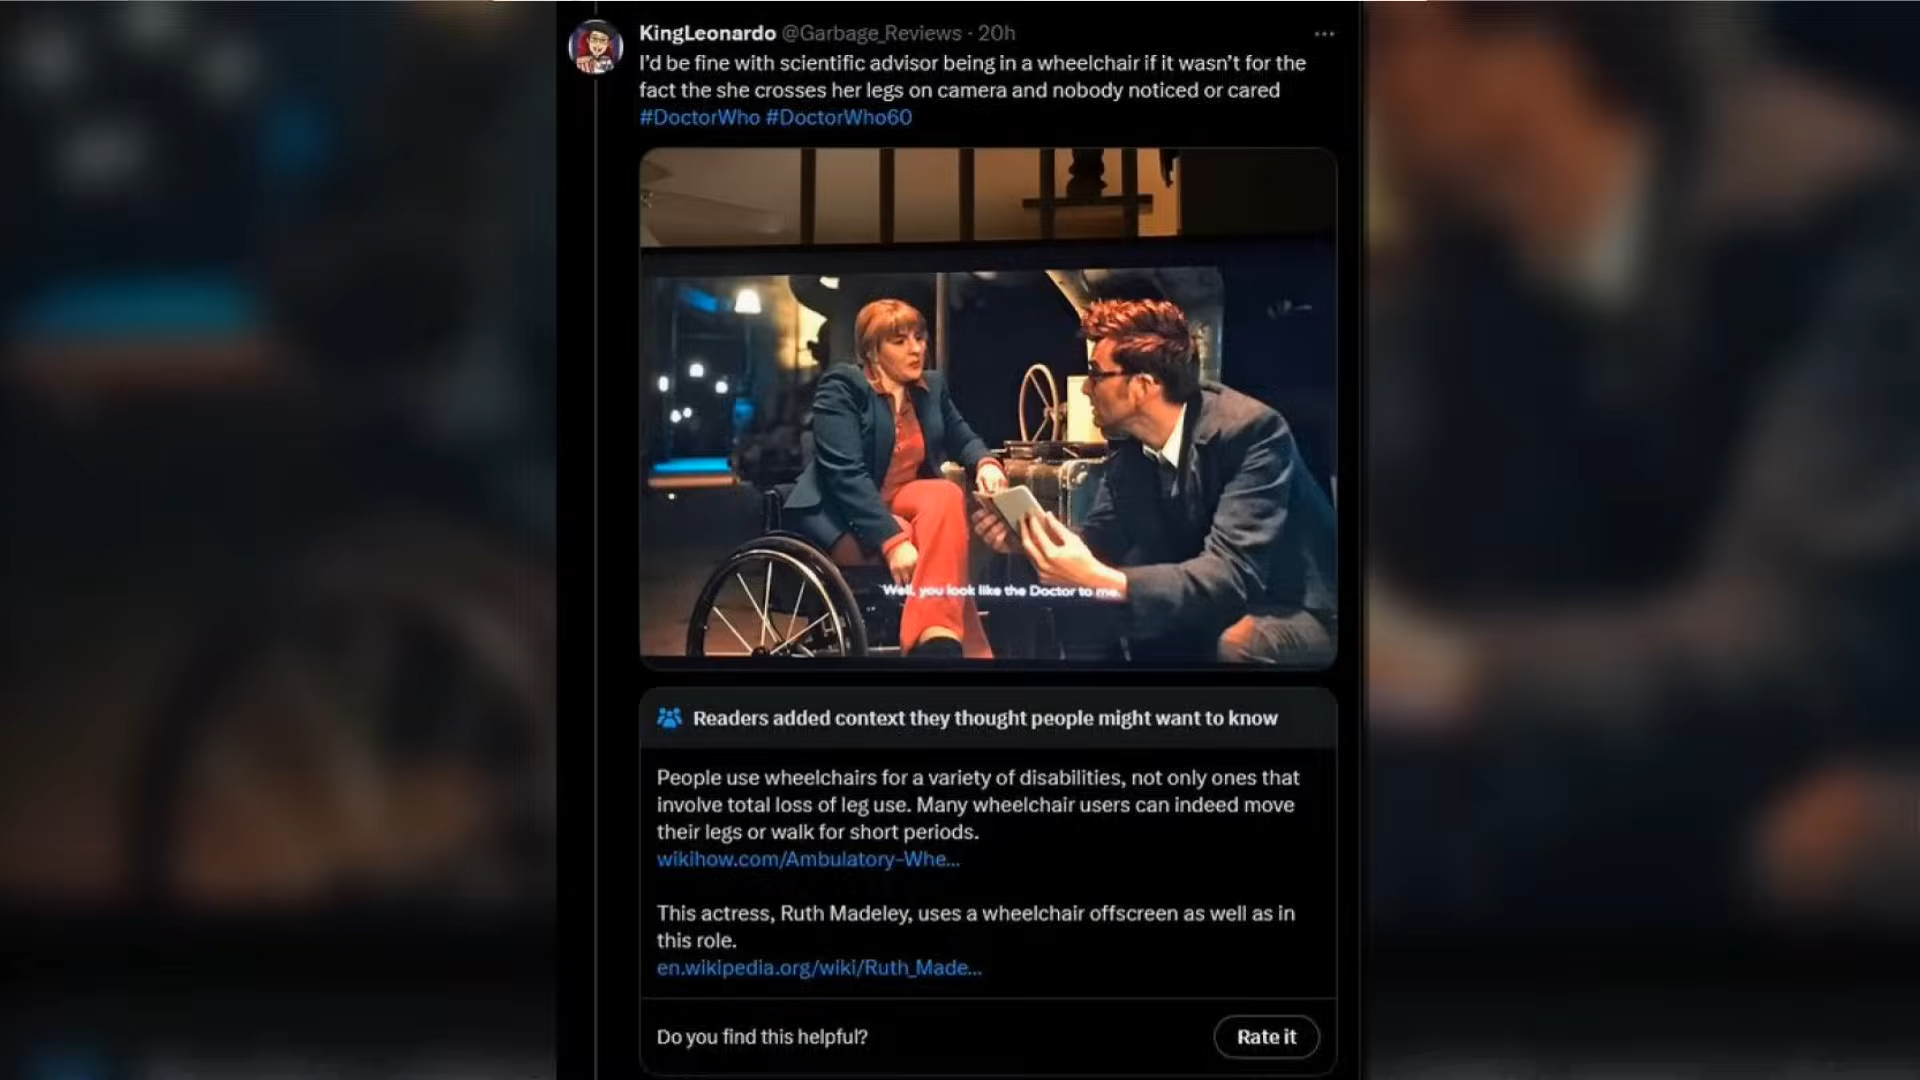 KingLeonardo @Garbage_Reviews · 20h
I'd be fine with scientific advisor being in a wheelchair if it wasn't for the
fact the she crosses her legs on camera and nobody noticed or cared
#DoctorWho #DoctorWho60
Well, you look like the Doctor to me.
Readers added context they thought people might want to know
People use wheelchairs for a variety of disabilities, not only ones that
involve total loss of leg use. Many wheelchair users can indeed move
their legs or walk for short periods.
wikihow.com/Ambulatory-Whe...
This actress, Ruth Madeley, uses a wheelchair offscreen as well as in
this role.
en.wikipedia.org/wiki/Ruth_Made...
Do you find this helpful?
Rate it